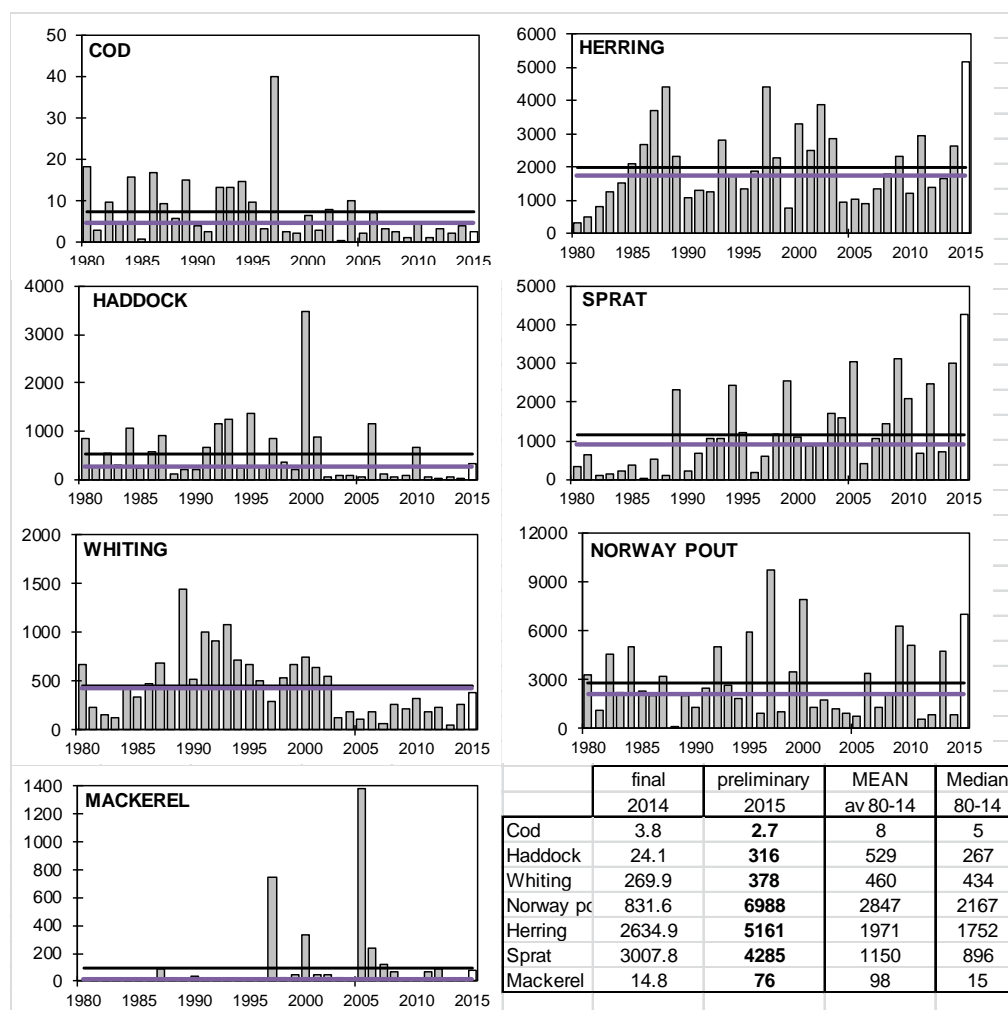 COD
50
40
30
20
10
0
1980 1985 1990 1995 2000 2005 2010 2015
HERRING
6000
5000
4000
3000
2000
1000
0
1980 1985 1990 1995 2000 2005 2010 2015
HADDOCK
4000
3000
2000
1000
0
1980 1985 1990 1995 2000 2005 2010 2015
SPRAT
5000
4000
3000
2000
1000
0
1980 1985 1990 1995 2000 2005 2010 2015
WHITING
2000
1500
1000
500
0
1980 1985 1990 1995 2000 2005 2010 2015
NORWAY POUT
12000
9000
6000
3000
0
1980 1985 1990 1995 2000 2005 2010 2015
MACKEREL
1400
1200
1000
800
600
400
200
0
1980 1985 1990 1995 2000 2005 2010 2015
final preliminary MEAN Median
2014 2015 av 80-14 80-14
Cod 3.8 2.7 8 5
Haddock 24.1 316 529 267
Whiting 269.9 378 460 434
Norway po 831.6 6988 2847 2167
Herring 2634.9 5161 1971 1752
Sprat 3007.8 4285 1150 896
Mackerel 14.8 76 98 15